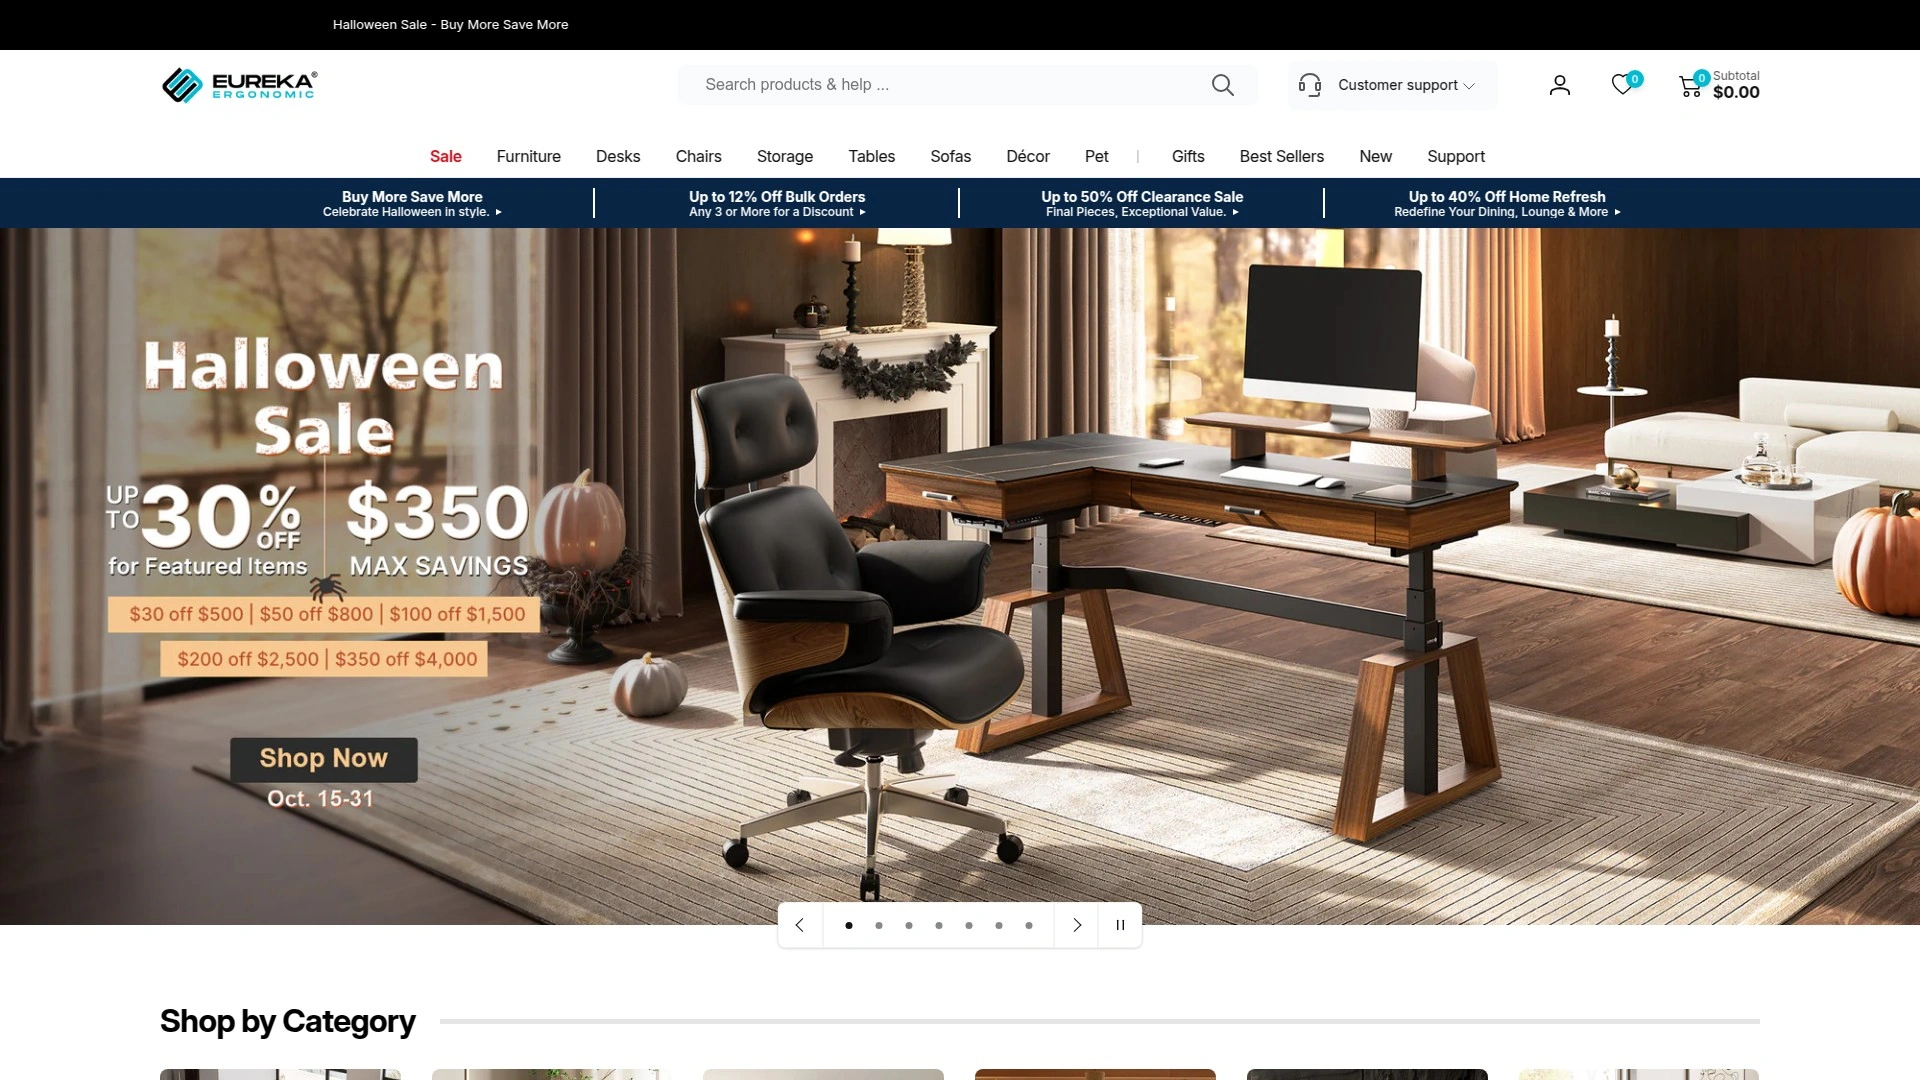 Halloween Sale - Buy More Save More
EUREKA®
ERGONOMIC
Search products & help ...
Customer support
0
0
Subtotal
$0.00
Sale
Furniture
Desks
Chairs
Storage
Tables
Sofas
Décor
Pet
|
Gifts
Best Sellers
New
Support
Buy More Save More
Celebrate Halloween in style.
Up to 12% Off Bulk Orders
Any 3 or More for a Discount
Up to 50% Off Clearance Sale
Final Pieces, Exceptional Value.
Up to 40% Off Home Refresh
Redefine Your Dining, Lounge & More
Halloween
Sale
UP TO 30% OFF
for Featured Items
$350
MAX SAVINGS
$30 off $500 | $50 off $800 | $100 off $1,500
$200 off $2,500 | $350 off $4,000
Shop Now
Oct. 15-31
Shop by Category